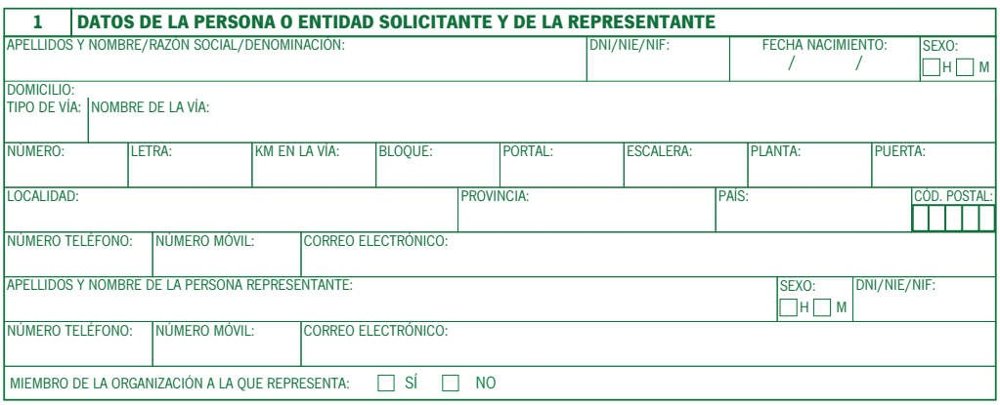 1 DATOS DE LA PERSONA O ENTIDAD SOLICITANTE Y DE LA REPRESENTANTE
APELLIDOS Y NOMBRE/RAZÓN SOCIAL/DENOMINACIÓN: DNI/NIE/NIF: FECHA NACIMIENTO: SEXO:
/ / H M
DOMICILIO:
TIPO DE VÍA: NOMBRE DE LA VÍA:
NÚMERO: LETRA: KM EN LA VÍA: BLOQUE: PORTAL: ESCALERA: PLANTA: PUERTA:
LOCALIDAD: PROVINCIA: PAÍS: CÓD. POSTAL:
NÚMERO TELÉFONO: NÚMERO MÓVIL: CORREO ELECTRÓNICO:
APELLIDOS Y NOMBRE DE LA PERSONA REPRESENTANTE: SEXO: DNI/NIE/NIF:
H M
NÚMERO TELÉFONO: NÚMERO MÓVIL: CORREO ELECTRÓNICO:
MIEMBRO DE LA ORGANIZACIÓN A LA QUE REPRESENTA: SÍ NO